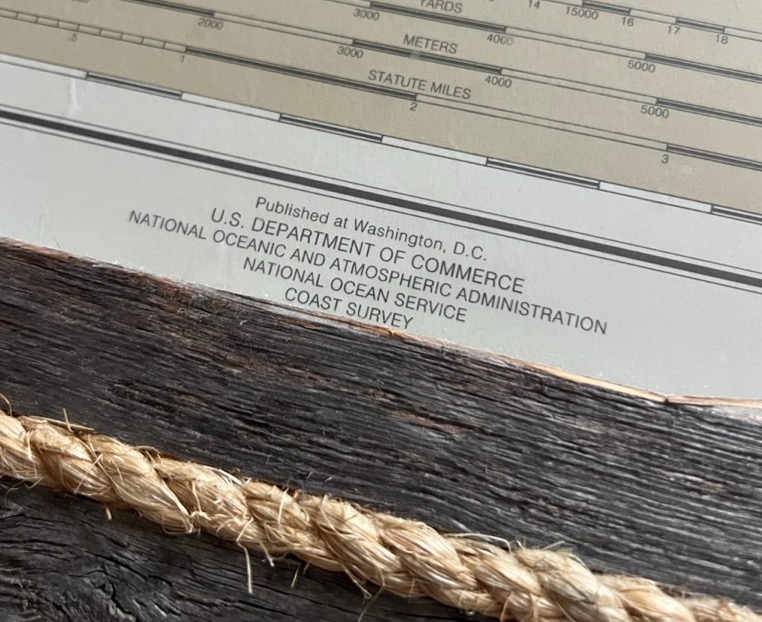 YARDS
3000 4000 5000
14 15000 16 17 18
METERS
2000 3000 4000 5000
STATUTE MILES
.5 1 2 3
Published at Washington, D.C.
U.S. DEPARTMENT OF COMMERCE
NATIONAL OCEANIC AND ATMOSPHERIC ADMINISTRATION
NATIONAL OCEAN SERVICE
COAST SURVEY